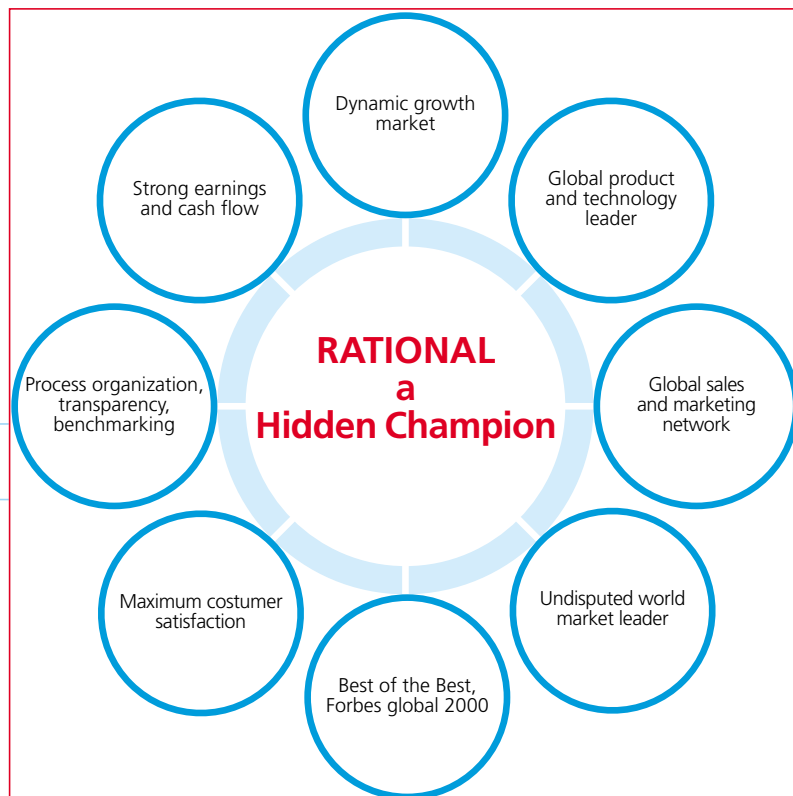 Dynamic growth
market
Global product
and technology
leader
Global sales
and marketing
network
Undisputed world
market leader
Best of the Best,
Forbes global 2000
Maximum costumer
satisfaction
Process organization,
transparency,
benchmarking
Strong earnings
and cash flow
RATIONAL
a
Hidden Champion